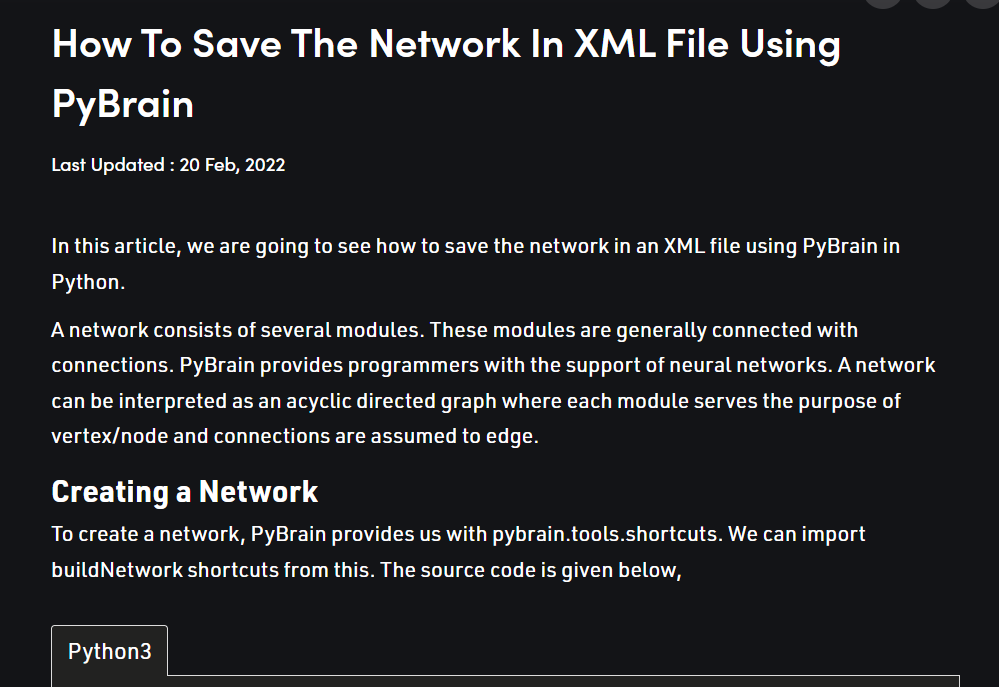 How To Save The Network In XML File Using
PyBrain
Last Updated : 20 Feb, 2022
In this article, we are going to see how to save the network in an XML file using PyBrain in
Python.
A network consists of several modules. These modules are generally connected with
connections. PyBrain provides programmers with the support of neural networks. A network
can be interpreted as an acyclic directed graph where each module serves the purpose of
vertex/node and connections are assumed to edge.
Creating a Network
To create a network, PyBrain provides us with pybrain.tools.shortcuts. We can import
buildNetwork shortcuts from this. The source code is given below,
Python3